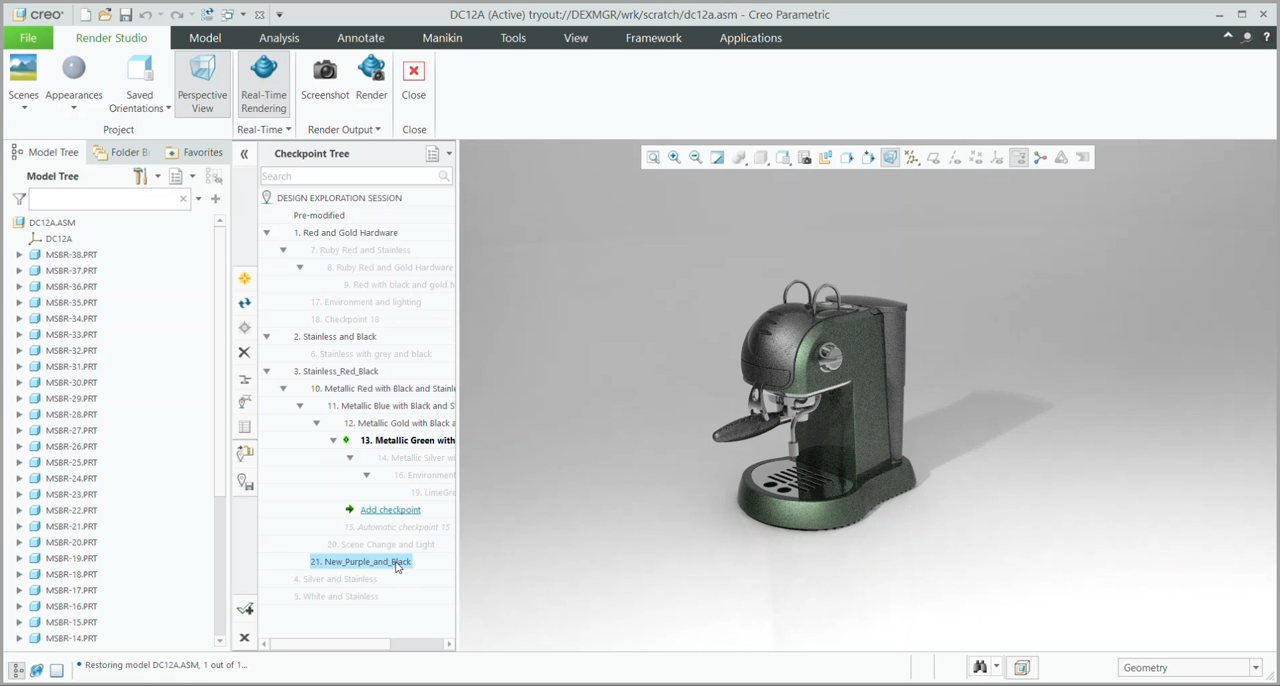 creo
DC12A (Active) tryout://DEXMGR/wrk/scratch/dc12a.asm - Creo Parametric
File Render Studio Model Analysis Annotate Manikin Tools View Framework Applications
Scenes Appearances Saved Orientations Perspective View Real-Time Rendering Screenshot Render Close
Project Real-Time Render Output Close
Model Tree Folder Br Favorites
Model Tree
DC12A.ASM
DC12A
MSBR-38.PRT
MSBR-37.PRT
MSBR-36.PRT
MSBR-35.PRT
MSBR-34.PRT
MSBR-33.PRT
MSBR-32.PRT
MSBR-31.PRT
MSBR-30.PRT
MSBR-29.PRT
MSBR-28.PRT
MSBR-27.PRT
MSBR-26.PRT
MSBR-25.PRT
MSBR-24.PRT
MSBR-23.PRT
MSBR-22.PRT
MSBR-21.PRT
MSBR-20.PRT
MSBR-19.PRT
MSBR-18.PRT
MSBR-17.PRT
MSBR-16.PRT
MSBR-15.PRT
MSBR-14.PRT
Checkpoint Tree
Search
DESIGN EXPLORATION SESSION
Pre-modified
1. Red and Gold Hardware
7. Ruby Red and Stainless
8. Ruby Red and Gold Hardware
9. Red with black and gold h
17. Environment and lighting
18. Checkpoint 18
2. Stainless and Black
6. Stainless with grey and black
3. Stainless_Red_Black
10. Metallic Red with Black and Stainle
11. Metallic Blue with Black and S
12. Metallic Gold with Black a
13. Metallic Green with
14. Metallic Silver wi
16. Environment
19. LimeGre
Add checkpoint
15. Automatic checkpoint 15
20. Scene Change and Light
21. New_Purple_and_Black
4. Silver and Stainless
5. White and Stainless
Restoring model DC12A.ASM, 1 out of 1...
Geometry